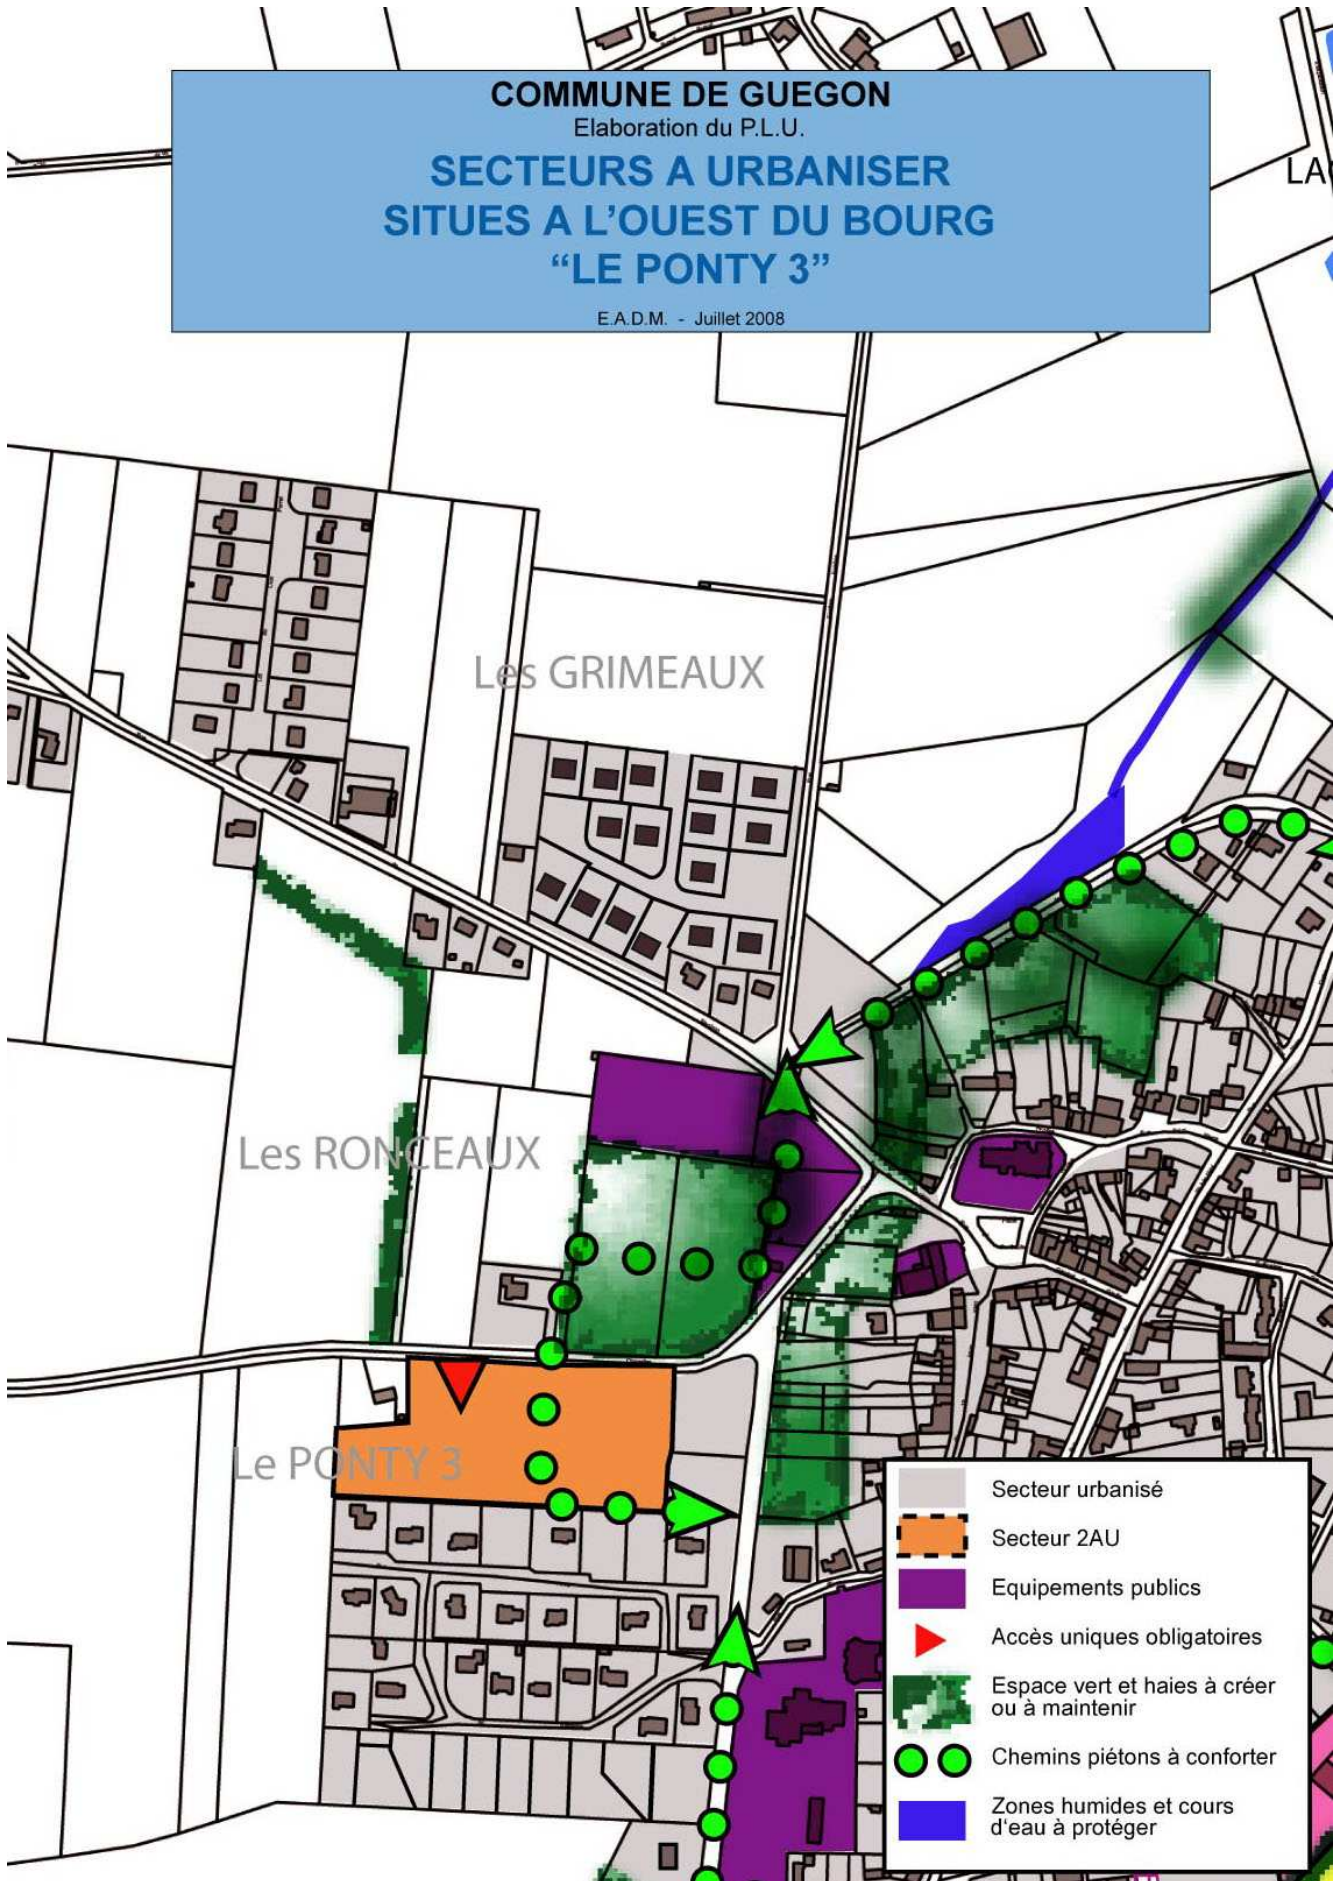 COMMUNE DE GUEGON
Elaboration du P.L.U.
SECTEURS A URBANISER
SITUES A L'OUEST DU BOURG
“LE PONTY 3”
E.A.D.M. - Juillet 2008
LA
Les GRIMEAUX
Les RONCEAUX
Le PONTY 3
Secteur urbanisé
Secteur 2AU
Equipements publics
Accès uniques obligatoires
Espace vert et haies à créer
ou à maintenir
Chemins piétons à conforter
Zones humides et cours
d'eau à protéger